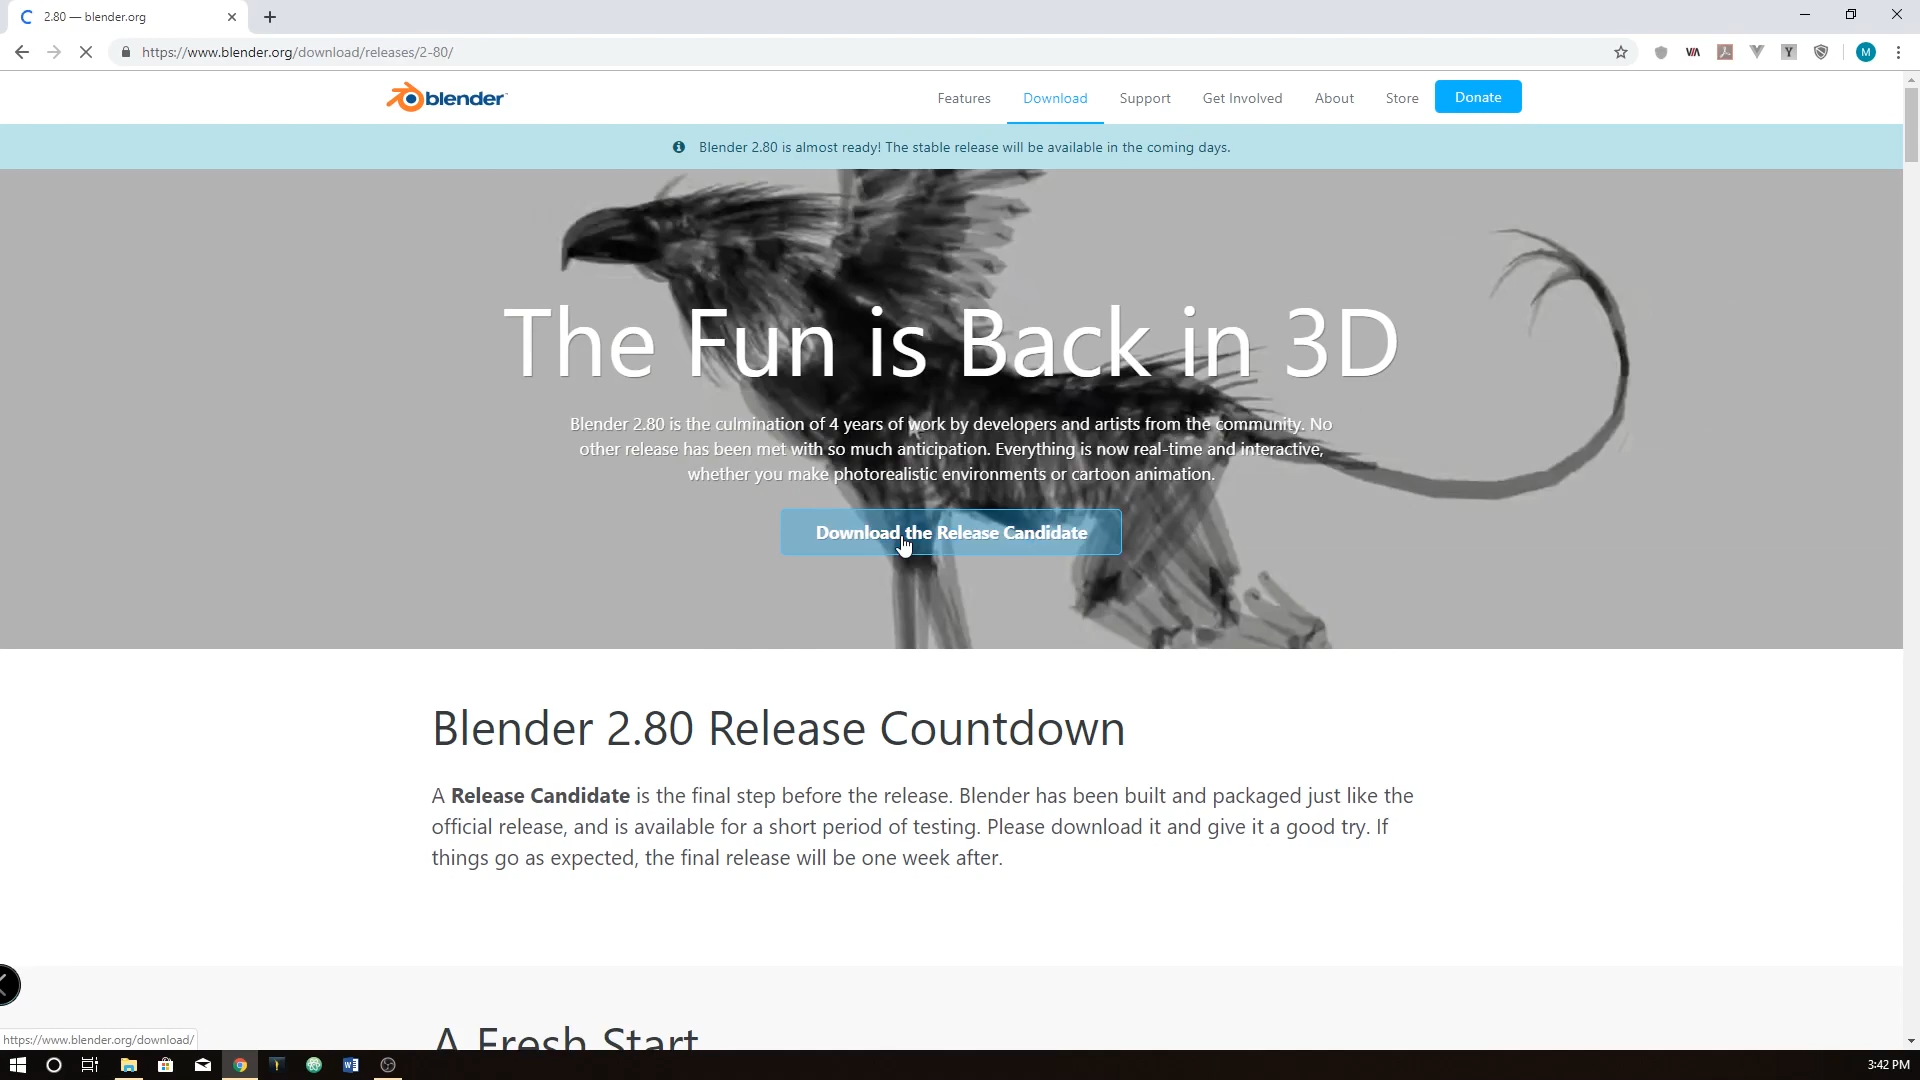 2.80 — blender.org
https://www.blender.org/download/releases/2-80/
VIA
Y
M
blender
Features
Download
Support
Get Involved
About
Store
Donate
Blender 2.80 is almost ready! The stable release will be available in the coming days.
The Fun is Back in 3D
Blender 2.80 is the culmination of 4 years of work by developers and artists from the community. No
other release has been met with so much anticipation. Everything is now real-time and interactive,
whether you make photorealistic environments or cartoon animation.
Download the Release Candidate
Blender 2.80 Release Countdown
A Release Candidate is the final step before the release. Blender has been built and packaged just like the
official release, and is available for a short period of testing. Please download it and give it a good try. If
things go as expected, the final release will be one week after.
A Fresh Start
https://www.blender.org/download/
3:42 PM